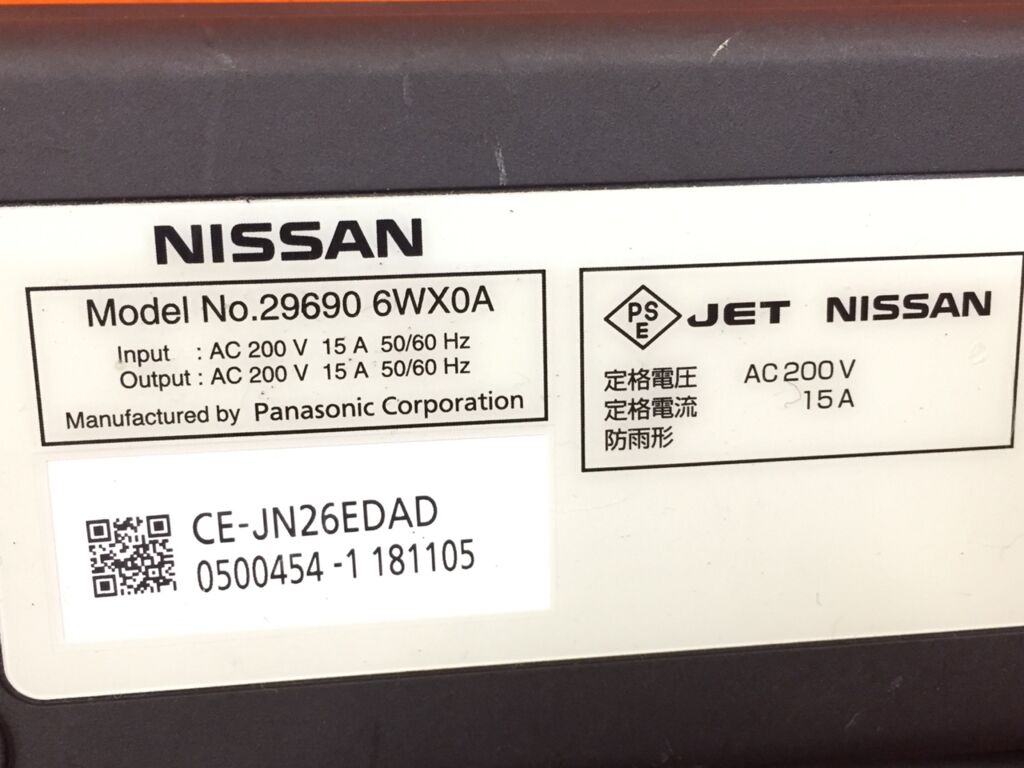 NISSAN
Model No.29690 6WX0A
Input : AC 200 V 15 A 50/60 Hz
Output : AC 200 V 15 A 50/60 Hz
Manufactured by Panasonic Corporation
CE-JN26EDAD
0500454 -1 181105
PS E JET NISSAN
定格電圧 AC 200 V
定格電流 15 A
防雨形